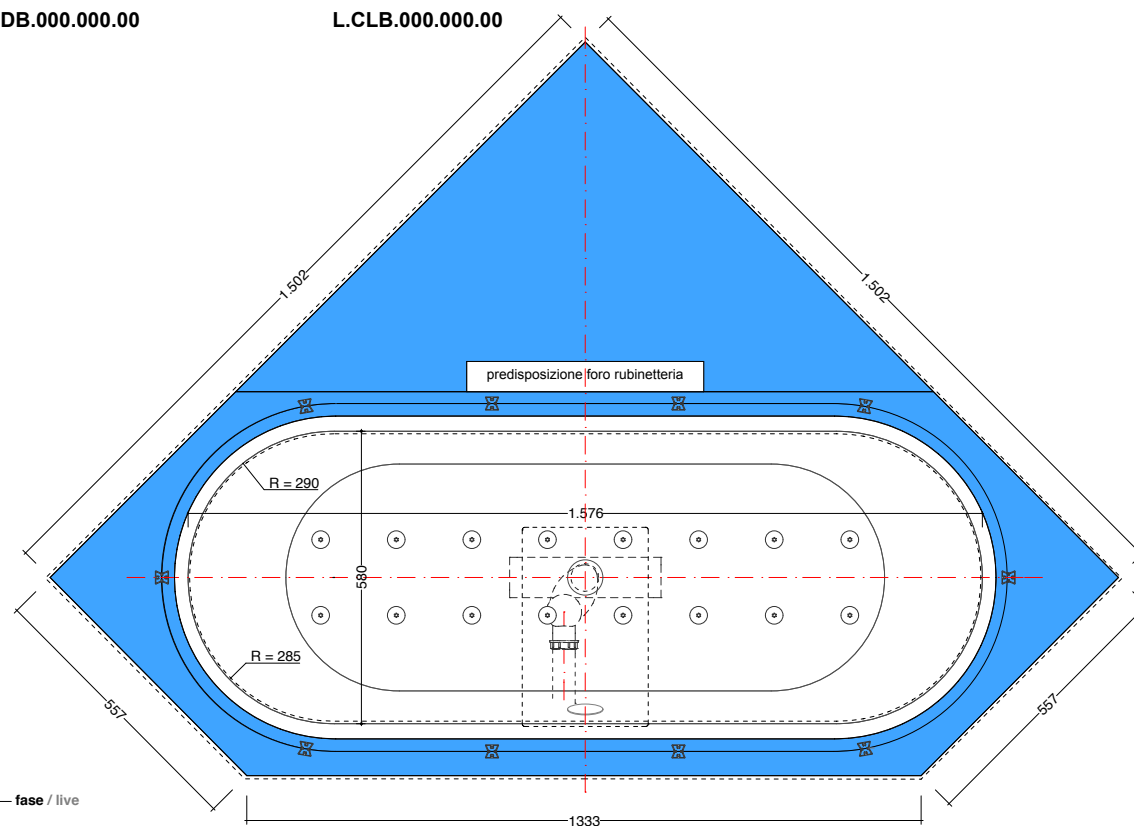 DB.000.000.00
L.CLB.000.000.00
1.502
1.502
predisposizione foro rubinetteria
R = 290
1.576
580
R = 285
557
557
fase / live
1333